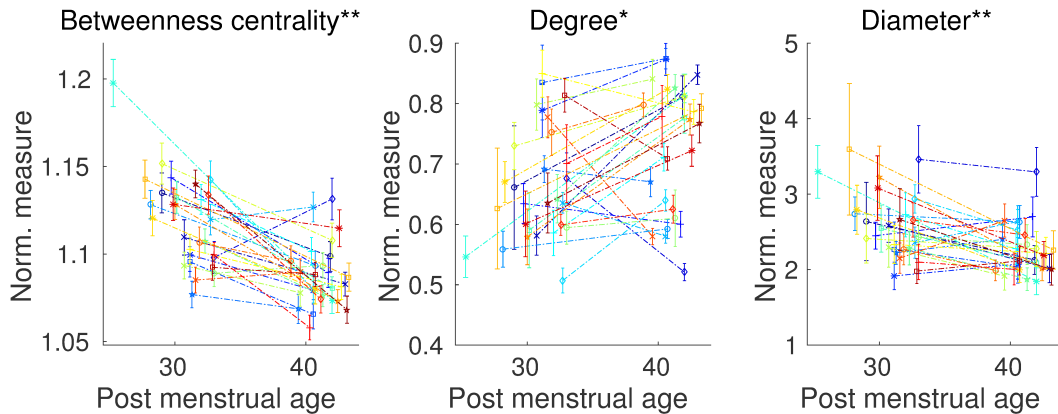 Betweenness centrality**
Norm. measure
1.2
1.15
1.1
1.05
30
40
Post menstrual age
Degree*
Norm. measure
0.9
0.8
0.7
0.6
0.5
0.4
30
40
Post menstrual age
Diameter**
Norm. measure
5
4
3
2
1
30
40
Post menstrual age